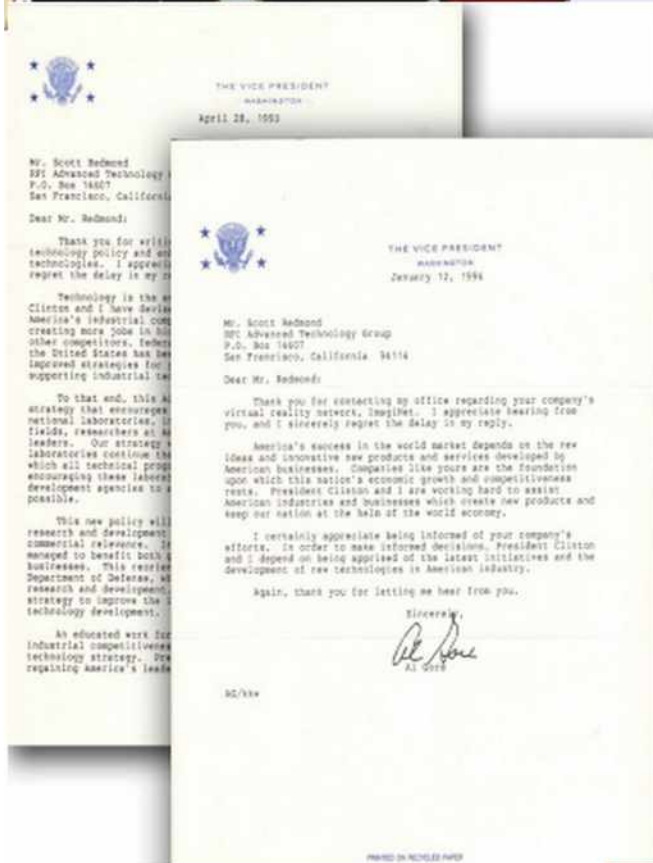 THE VICE PRESIDENT
WASHINGTON
April 28, 1993
Mr. Scott Redmond
RPI Advanced Technology
P.O. Box 14607
San Francisco, California
Dear Mr. Redmond:
Thank you for
technology policy and
technologies. I
regret the delay in my
Technology is the
Clinton and I have
America's industrial
creating more jobs in
other competitors.
the United States has
improved strategies for
supporting industrial
To that end, this
strategy that encourages
national laboratories,
fields, researchers at
leaders. Our strategy
laboratories continue the
which all technical
encouraging these
development agencies to
possible.
This new policy will
research and development
commercial relevance.
managed to benefit both
businesses. This
Department of Defense,
research and development.
strategy to improve the
technology development.
An educated work
industrial competitiveness
technology strategy.
regaining America's
THE VICE PRESIDENT
WASHINGTON
January 12, 1994
Mr. Scott Redmond
RPI Advanced Technology Group
P.O. Box 14607
San Francisco, California 94114
Dear Mr. Redmond:
Thank you for contacting my office regarding your company's
virtual reality network, ImagiNet. I appreciate hearing from
you, and I sincerely regret the delay in my reply.
America's success in the world market depends on the new
ideas and innovative new products and services developed by
American businesses. Companies like yours are the foundation
upon which this nation's economic growth and competitiveness
rests. President Clinton and I are working hard to assist
American industries and businesses which create new products and
keep our nation at the helm of the world economy.
I certainly appreciate being informed of your company's
efforts. In order to make informed decisions, President Clinton
and I depend on being apprised of the latest initiatives and the
development of new technologies in American industry.
Again, thank you for letting me hear from you.
Sincerely,
Al Gore
Al Gore
AG/kkw
PRINTED ON RECYCLED PAPER